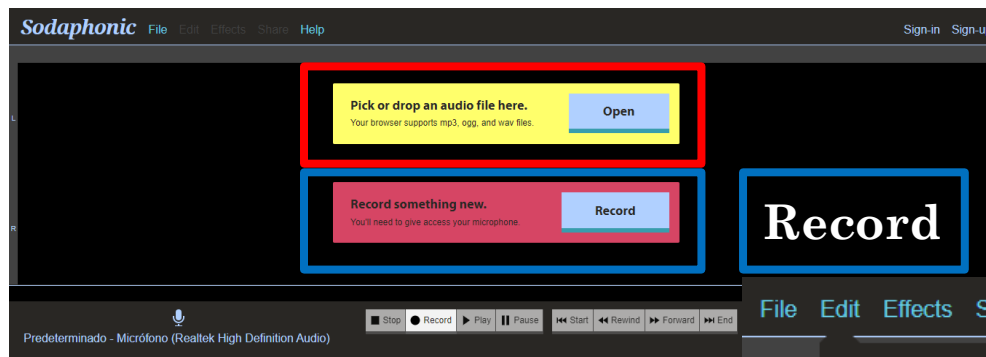 Sodaphonic File Edit Effects Share Help Sign-in Sign-u
Pick or drop an audio file here.
Your browser supports mp3, ogg, and wav files.
Open
L
Record something new.
You'll need to give access your microphone.
Record
R
Record
File Edit Effects S
Stop Record Play Pause Start Rewind Forward End
Predeterminado - Micrófono (Realtek High Definition Audio)